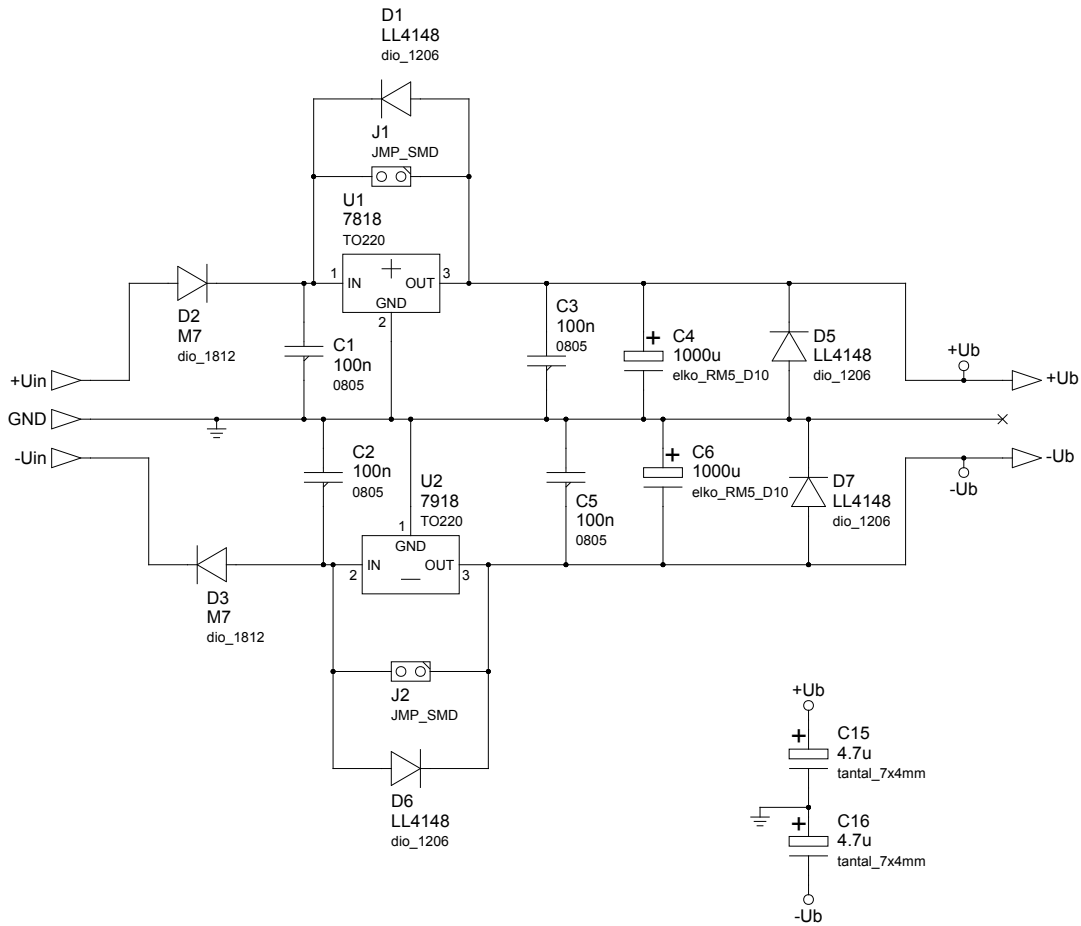 D1
LL4148
dio_1206
J1
JMP_SMD
U1
7818
TO220
1
IN
+
OUT
3
GND
2
D2
M7
dio_1812
C1
100n
0805
C3
100n
0805
+
C4
1000u
elko_RM5_D10
D5
LL4148
dio_1206
+Ub
+Uin
+Ub
GND
-Uin
C2
100n
0805
U2
7918
TO220
1
GND
2
IN
OUT
3
C5
100n
0805
+
C6
1000u
elko_RM5_D10
D7
LL4148
dio_1206
-Ub
-Ub
D3
M7
dio_1812
J2
JMP_SMD
D6
LL4148
dio_1206
+Ub
+
C15
4.7u
tantal_7x4mm
+
C16
4.7u
tantal_7x4mm
-Ub